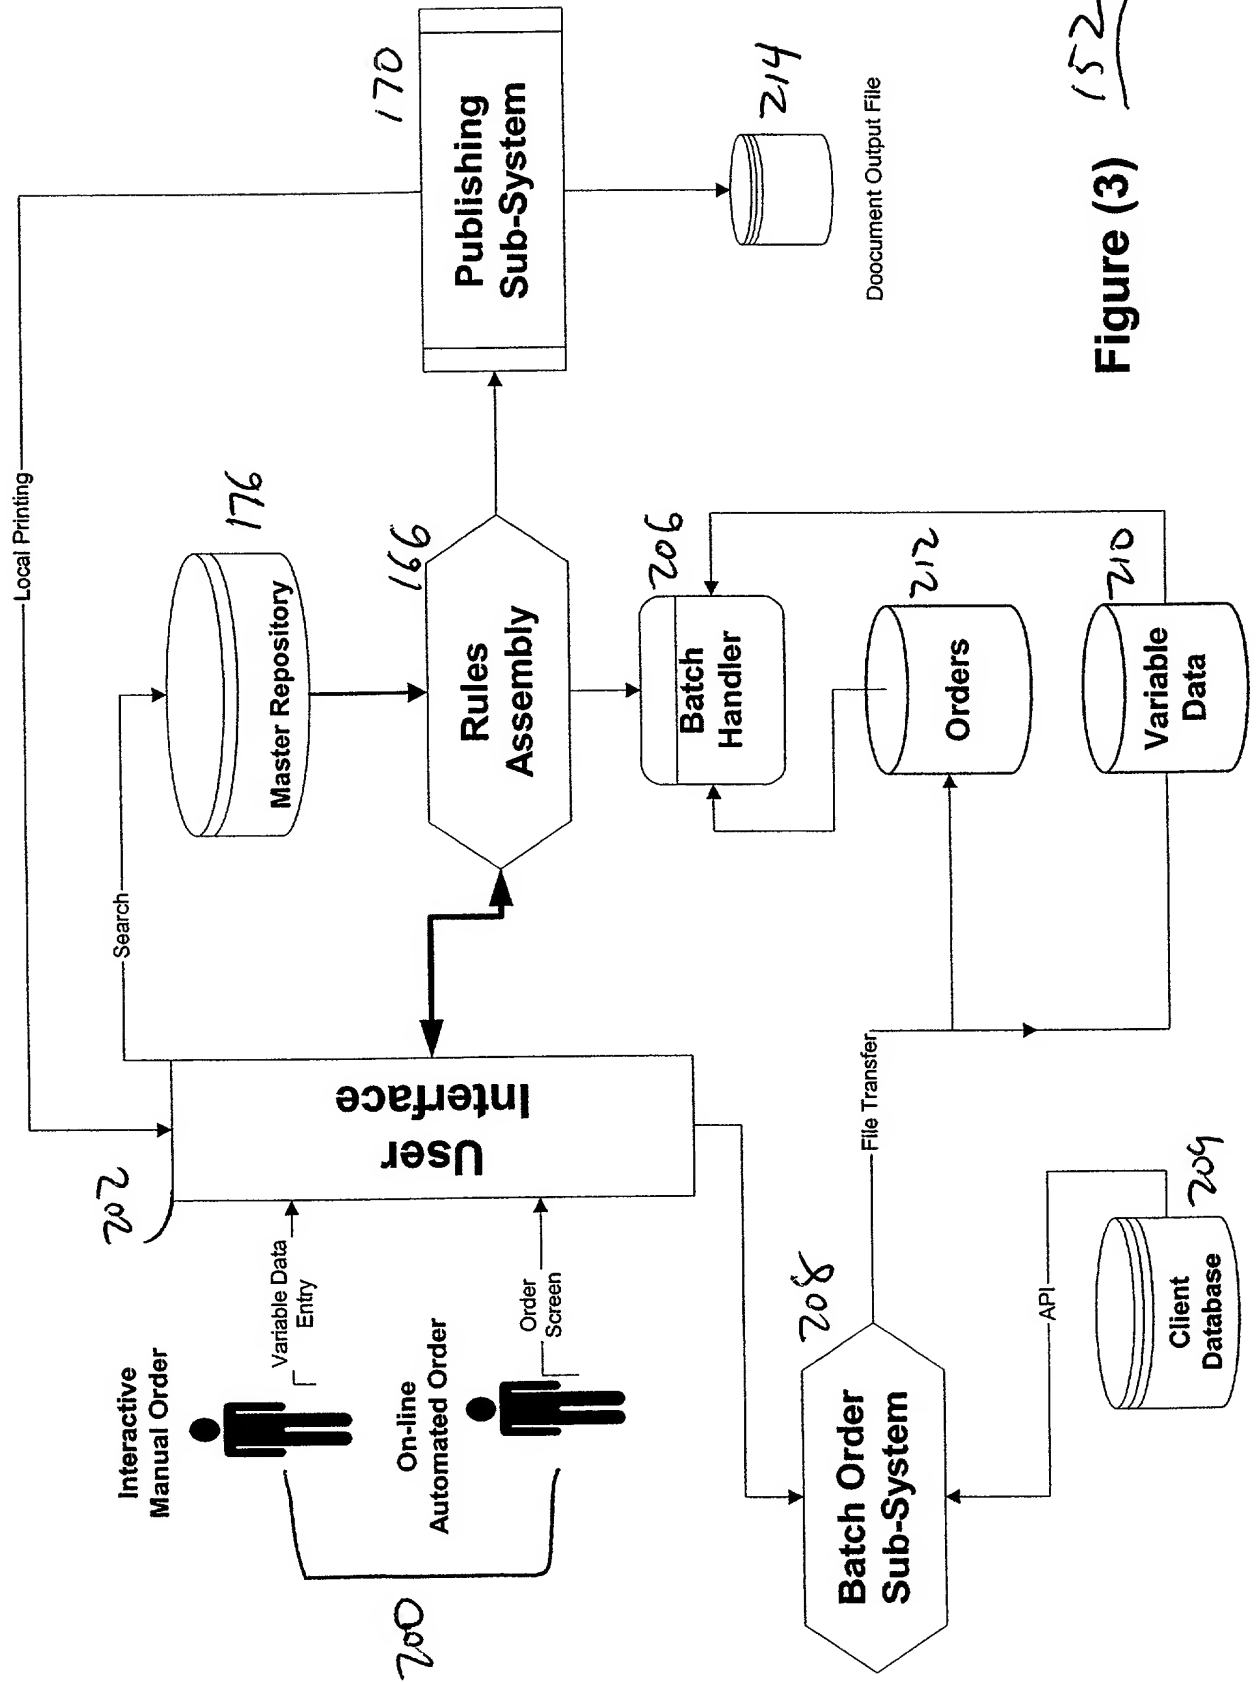 Local Printing
Search
202
Interactive
Manual Order
Variable Data
Entry
On-line
Automated Order
Order
Screen
200
User
Interface
Master Repository
176
Rules
Assembly
166
Publishing
Sub-System
170
214
Doocument Output File
Batch
Handler
206
Orders
212
Variable
Data
210
File Transfer
Batch Order
Sub-System
208
API
Client
Database
209
Figure (3)
152